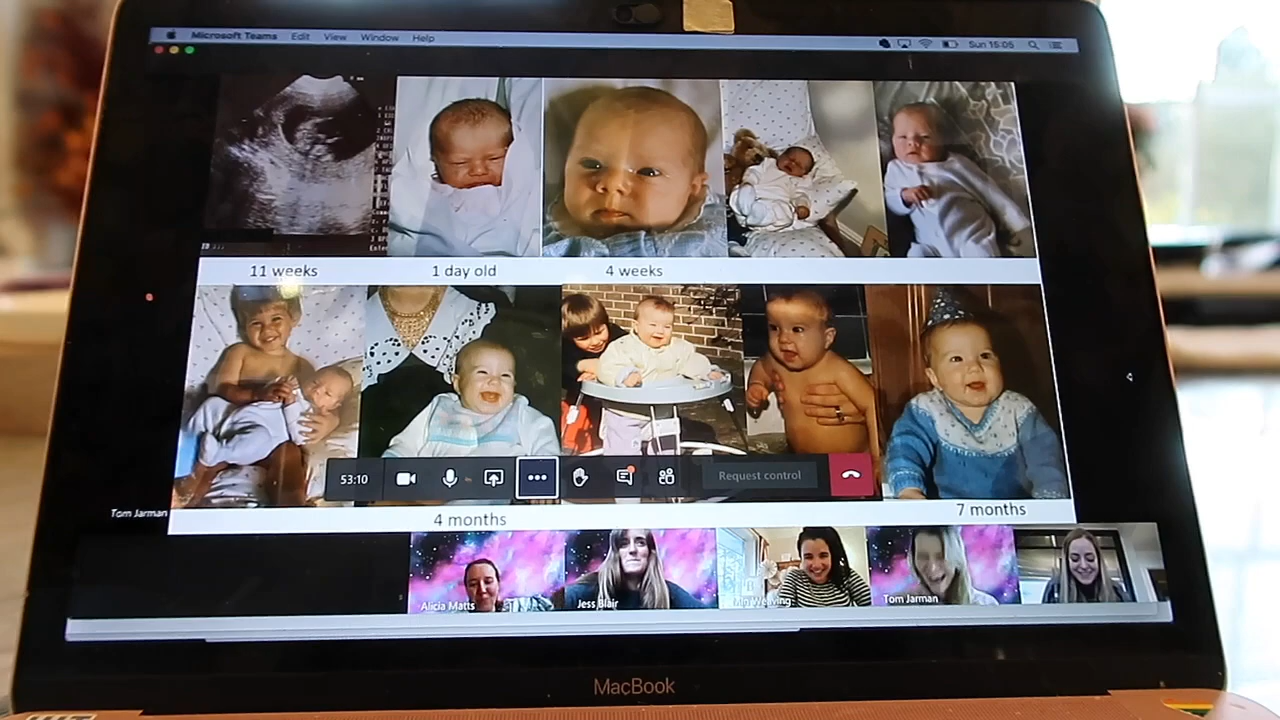 Microsoft Teams Edit View Window Help Sun 15:05
11 weeks 1 day old 4 weeks
53:10 Request control
Tom Jarman
4 months 7 months
Alicia Matts Jess Blair Weaving Tom Jarman
MacBook